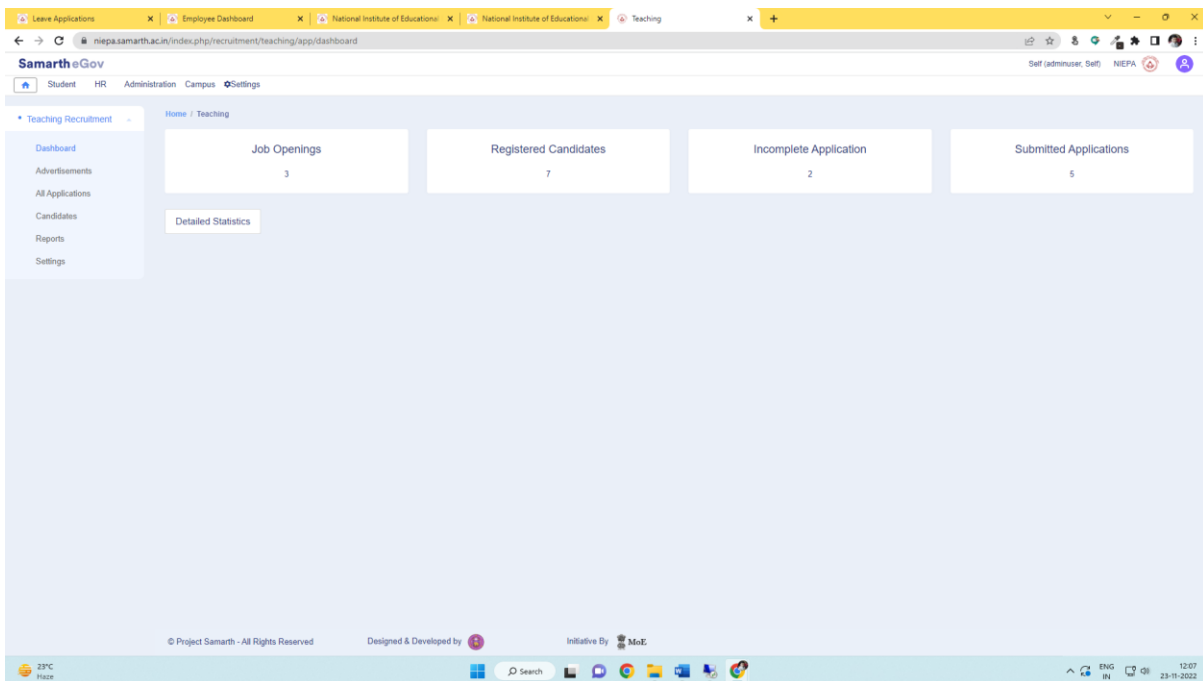 Leave Applications
Employee Dashboard
National Institute of Educational
National Institute of Educational
Teaching
niepa.samarth.ac.in/index.php/recruitment/teaching/app/dashboard
Samarth eGov
Self (adminuser, Self) NIEPA
Student HR Administration Campus Settings
Teaching Recruitment
Dashboard
Advertisements
All Applications
Candidates
Reports
Settings
Home / Teaching
Job Openings
3
Registered Candidates
7
Incomplete Application
2
Submitted Applications
5
Detailed Statistics
© Project Samarth - All Rights Reserved Designed & Developed by Initiative By MoE
23°C
Haze
Search
ENG
IN
12:07
23-11-2022